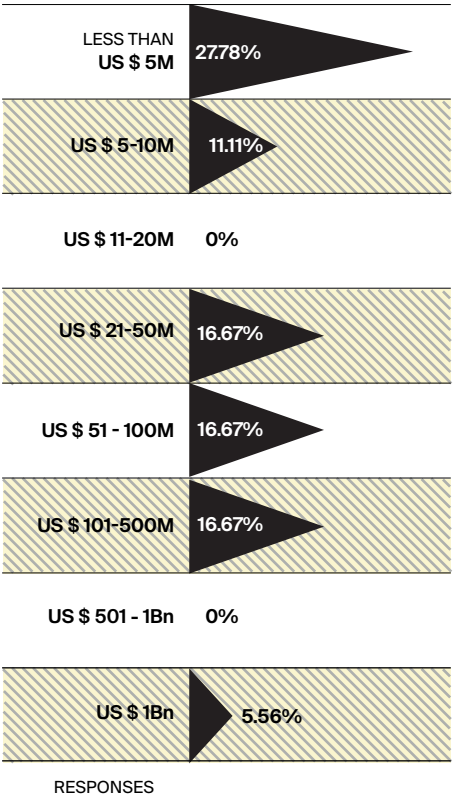 LESS THAN
US $ 5M 27.78%
US $ 5-10M 11.11%
US $ 11-20M 0%
US $ 21-50M 16.67%
US $ 51 - 100M 16.67%
US $ 101-500M 16.67%
US $ 501 - 1Bn 0%
US $ 1Bn 5.56%
RESPONSES